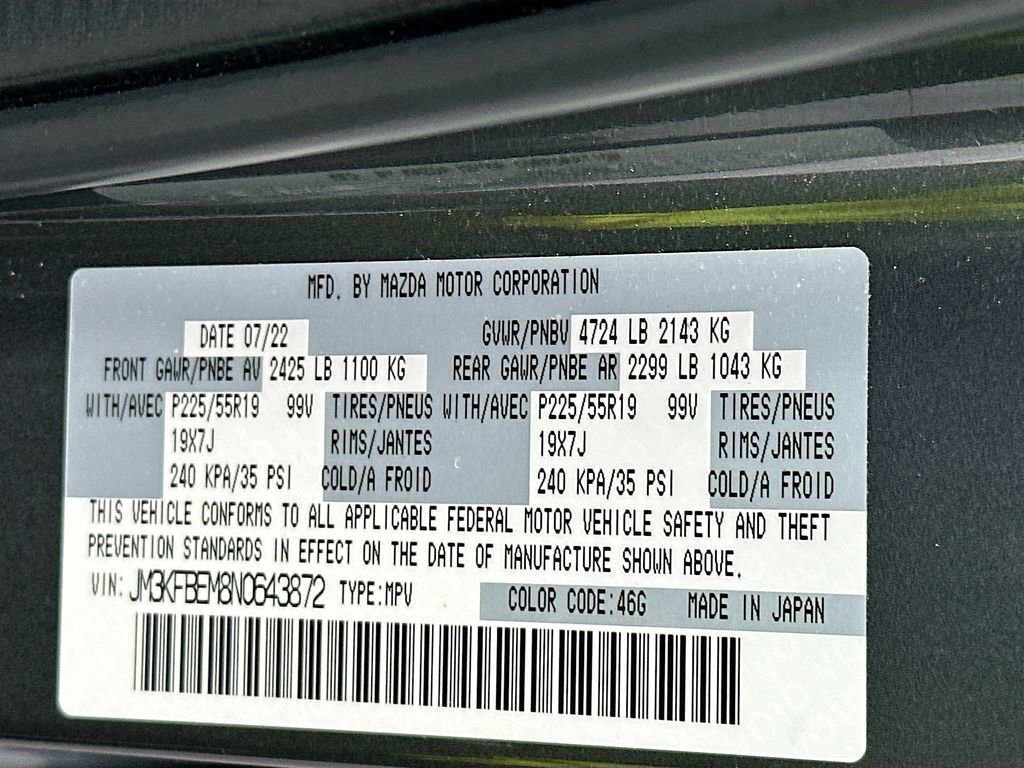 MFD. BY MAZDA MOTOR CORPORATION
DATE 07/22 GVWR/PNBV 4724 LB 2143 KG
FRONT GAWR/PNBE AV 2425 LB 1100 KG REAR GAWR/PNBE AR 2299 LB 1043 KG
WITH/AVEC P225/55R19 99V TIRES/PNEUS WITH/AVEC P225/55R19 99V TIRES/PNEUS
19X7J RIMS/JANTES 19X7J RIMS/JANTES
240 KPA/35 PSI COLD/A FROID 240 KPA/35 PSI COLD/A FROID
THIS VEHICLE CONFORMS TO ALL APPLICABLE FEDERAL MOTOR VEHICLE SAFETY AND THEFT
PREVENTION STANDARDS IN EFFECT ON THE DATE OF MANUFACTURE SHOWN ABOVE.
VIN: JM3KFBEM8N0643872 TYPE:MPV COLOR CODE:46G MADE IN JAPAN